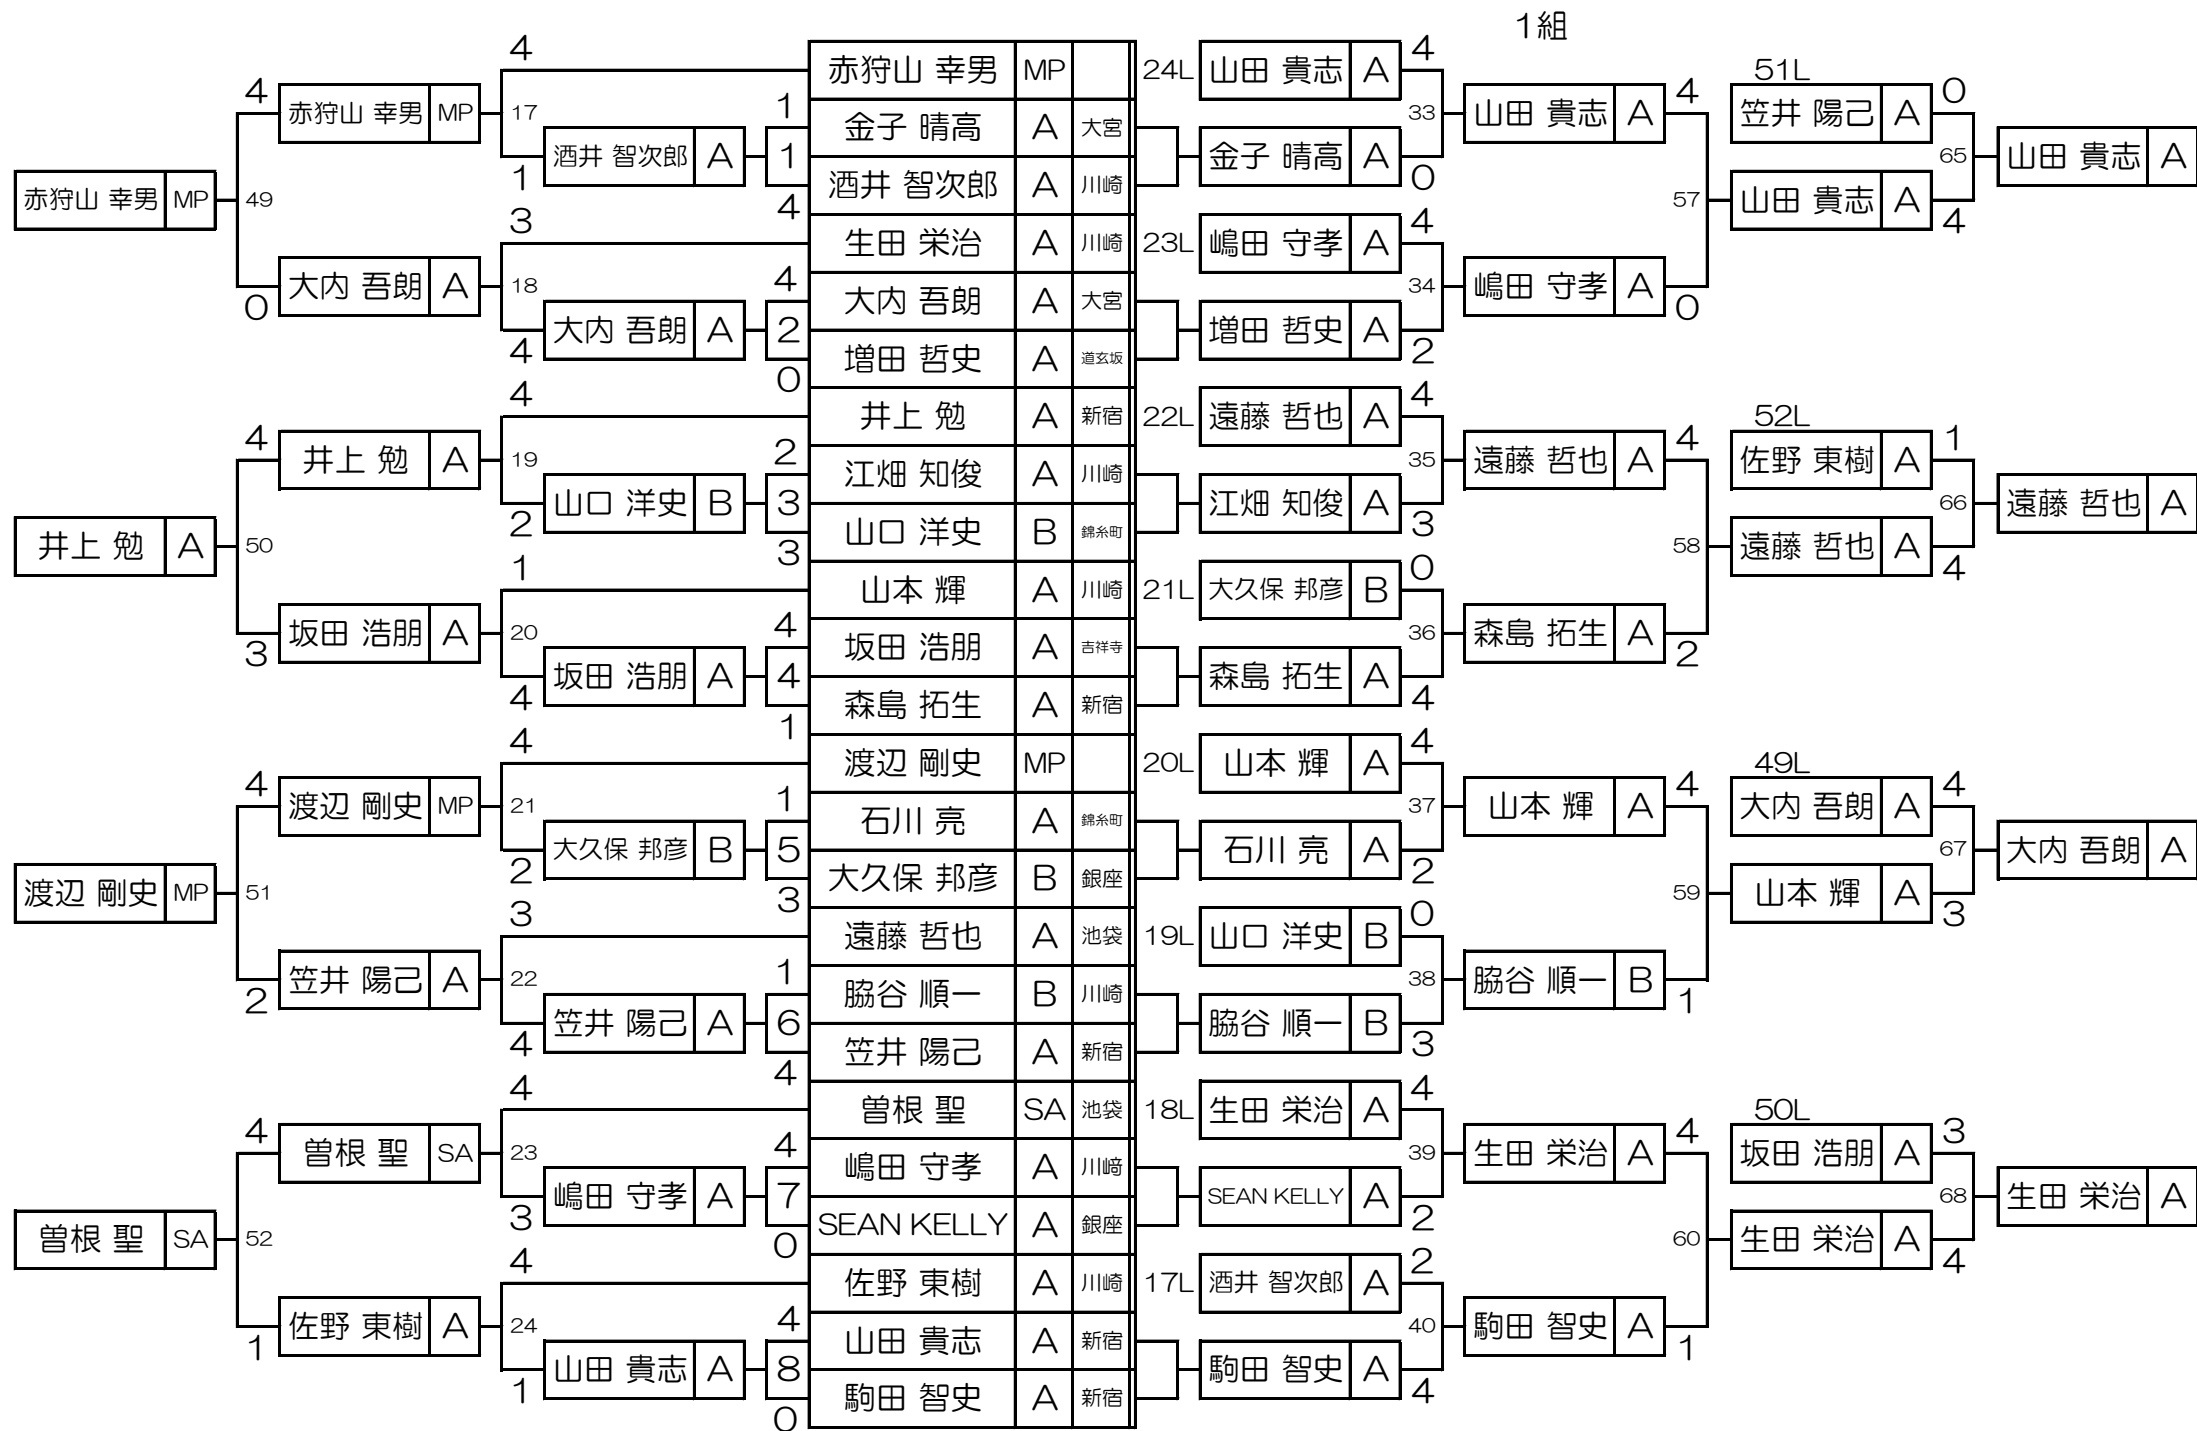 1組
4 赤狩山 幸男 MP 24L 山田 貴志 A 4
4 赤狩山 幸男 MP 17 1 金子 晴高 A 大宮 33 山田 貴志 A 4 51L 笠井 陽己 A 0
1 酒井 智次郎 A 1 酒井 智次郎 A 川崎 金子 晴高 A 0 65 山田 貴志 A
赤狩山 幸男 MP 49 4 57 山田 貴志 A 4
3 生田 栄治 A 川崎 23L 嶋田 守孝 A 4
0 大内 吾朗 A 18 4 大内 吾朗 A 大宮 34 嶋田 守孝 A 0
4 大内 吾朗 A 2 増田 哲史 A 道玄坂 増田 哲史 A 2
0
4 井上 勉 A 新宿 22L 遠藤 哲也 A 4
4 井上 勉 A 19 2 江畑 知俊 A 川崎 35 遠藤 哲也 A 4 52L 佐野 東樹 A 1
2 山口 洋史 B 3 山口 洋史 B 錦糸町 江畑 知俊 A 3 66 遠藤 哲也 A
井上 勉 A 50 3 58 遠藤 哲也 A 4
1 山本 輝 A 川崎 21L 大久保 邦彦 B 0
3 坂田 浩朋 A 20 4 坂田 浩朋 A 吉祥寺 36 森島 拓生 A 2
4 坂田 浩朋 A 4 森島 拓生 A 新宿 森島 拓生 A 4
1
4 渡辺 剛史 MP 20L 山本 輝 A 4
4 渡辺 剛史 MP 21 1 石川 亮 A 錦糸町 37 山本 輝 A 4 49L 大内 吾朗 A 4
2 大久保 邦彦 B 5 大久保 邦彦 B 銀座 石川 亮 A 2 67 大内 吾朗 A
渡辺 剛史 MP 51 3 59 山本 輝 A 3
3 遠藤 哲也 A 池袋 19L 山口 洋史 B 0
2 笠井 陽己 A 22 1 脇谷 順一 B 川崎 38 脇谷 順一 B 1
4 笠井 陽己 A 6 笠井 陽己 A 新宿 脇谷 順一 B 3
4
4 曽根 聖 SA 池袋 18L 生田 栄治 A 4
4 曽根 聖 SA 23 4 嶋田 守孝 A 川崎 39 生田 栄治 A 4 50L 坂田 浩朋 A 3
3 嶋田 守孝 A 7 SEAN KELLY A 銀座 SEAN KELLY A 2 68 生田 栄治 A
曽根 聖 SA 52 0 60 生田 栄治 A 4
4 佐野 東樹 A 川崎 17L 酒井 智次郎 A 2
1 佐野 東樹 A 24 4 山田 貴志 A 新宿 40 駒田 智史 A 1
1 山田 貴志 A 8 駒田 智史 A 新宿 駒田 智史 A 4
0